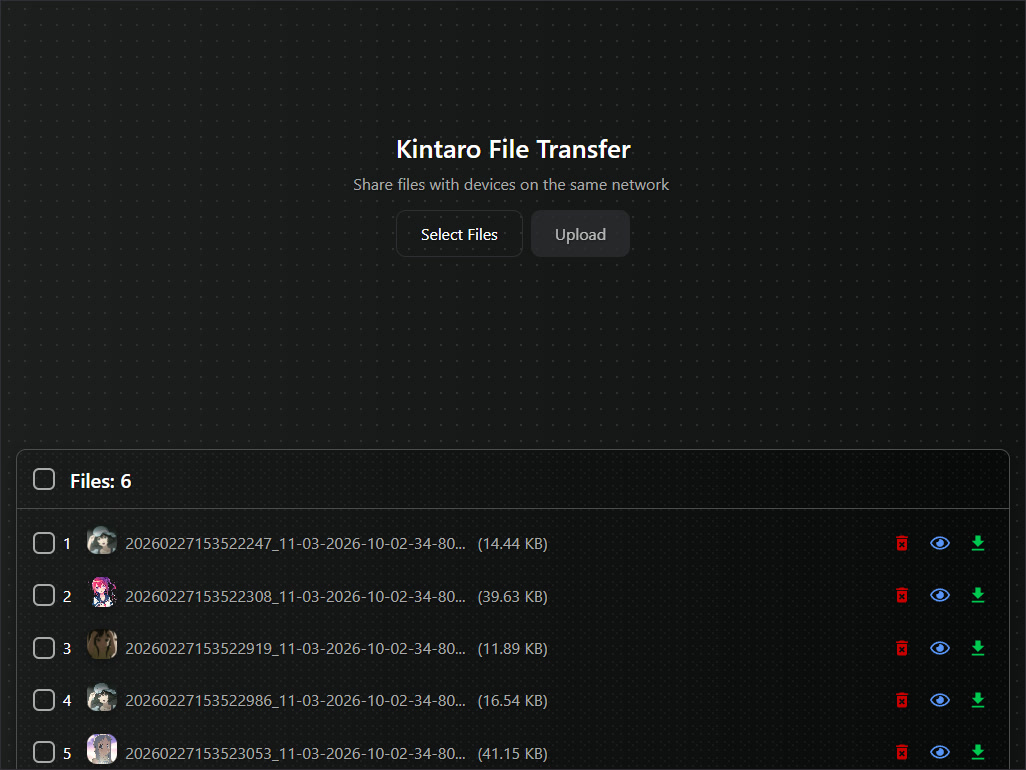 Kintaro File Transfer
Share files with devices on the same network
Select Files Upload
Files: 6
1 20260227153522247_11-03-2026-10-02-34-80... (14.44 KB)
2 20260227153522308_11-03-2026-10-02-34-80... (39.63 KB)
3 20260227153522919_11-03-2026-10-02-34-80... (11.89 KB)
4 20260227153522986_11-03-2026-10-02-34-80... (16.54 KB)
5 20260227153523053_11-03-2026-10-02-34-80... (41.15 KB)